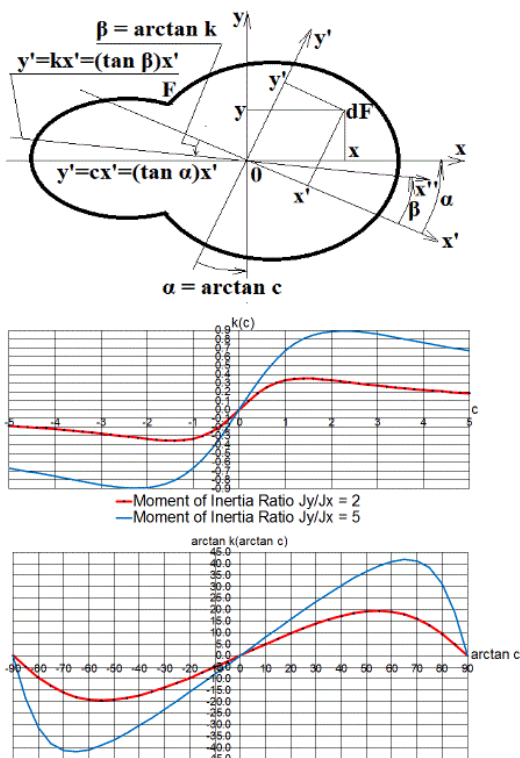 β = arctan k
y
y'
y'=kx'=(tan β)x'
F
y'
y
dF
x
x
y'=cx'=(tan α)x'
0
x'
x''
β
α
x'
α = arctan c
k(c)
0.9
0.8
0.7
0.6
0.5
0.4
0.3
0.2
0.1
0.0
-5 -4 -3 -2 -1 0 1 2 3 4 5
c
-0.1
-0.2
-0.3
-0.4
-0.5
-0.6
-0.7
-0.8
-0.9
Moment of Inertia Ratio Jy/Jx = 2
Moment of Inertia Ratio Jy/Jx = 5
arctan k(arctan c)
45.0
40.0
35.0
30.0
25.0
20.0
15.0
10.0
5.0
0.0
arctan c
-90 -80 -70 -60 -50 -40 -30 -20 -10 0 10 20 30 40 50 60 70 80 90
-5.0
-10.0
-15.0
-20.0
-25.0
-30.0
-35.0
-40.0
-45.0